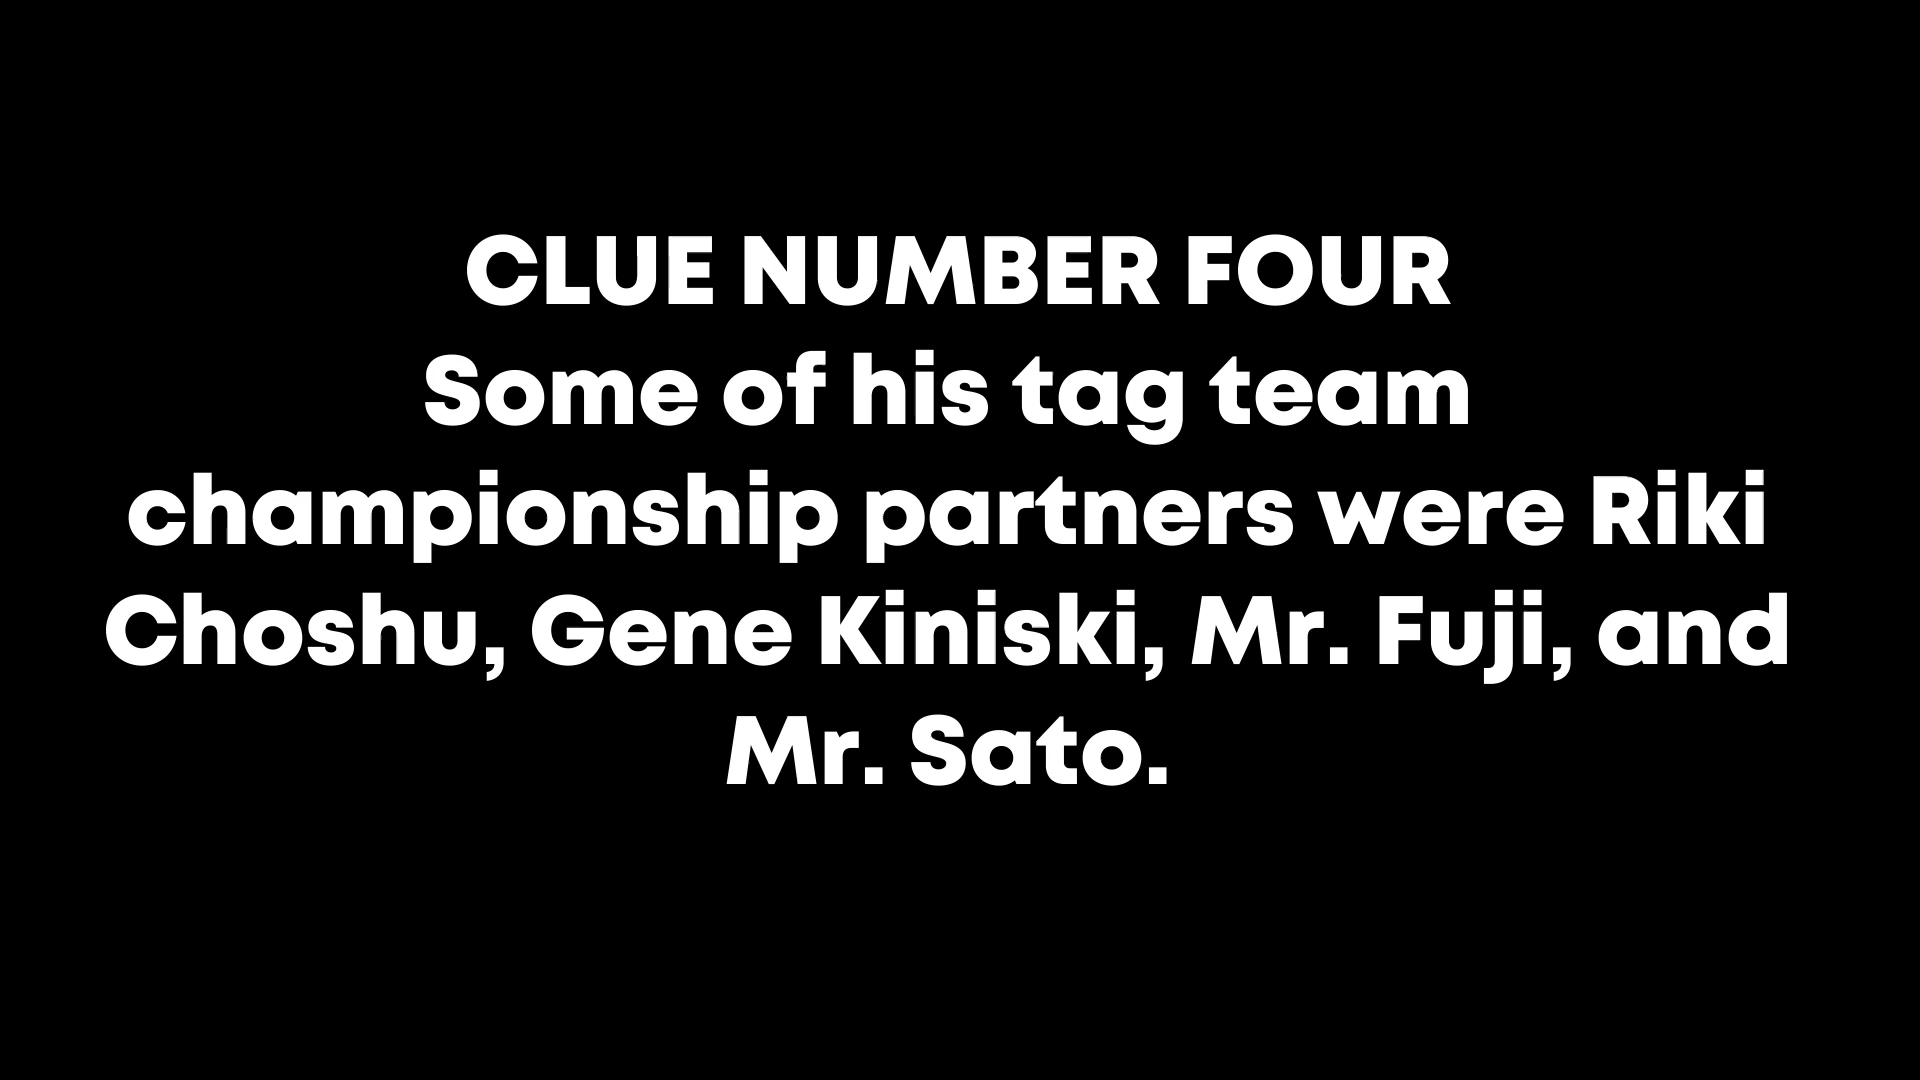 CLUE NUMBER FOUR
Some of his tag team
championship partners were Riki
Choshu, Gene Kiniski, Mr. Fuji, and
Mr. Sato.